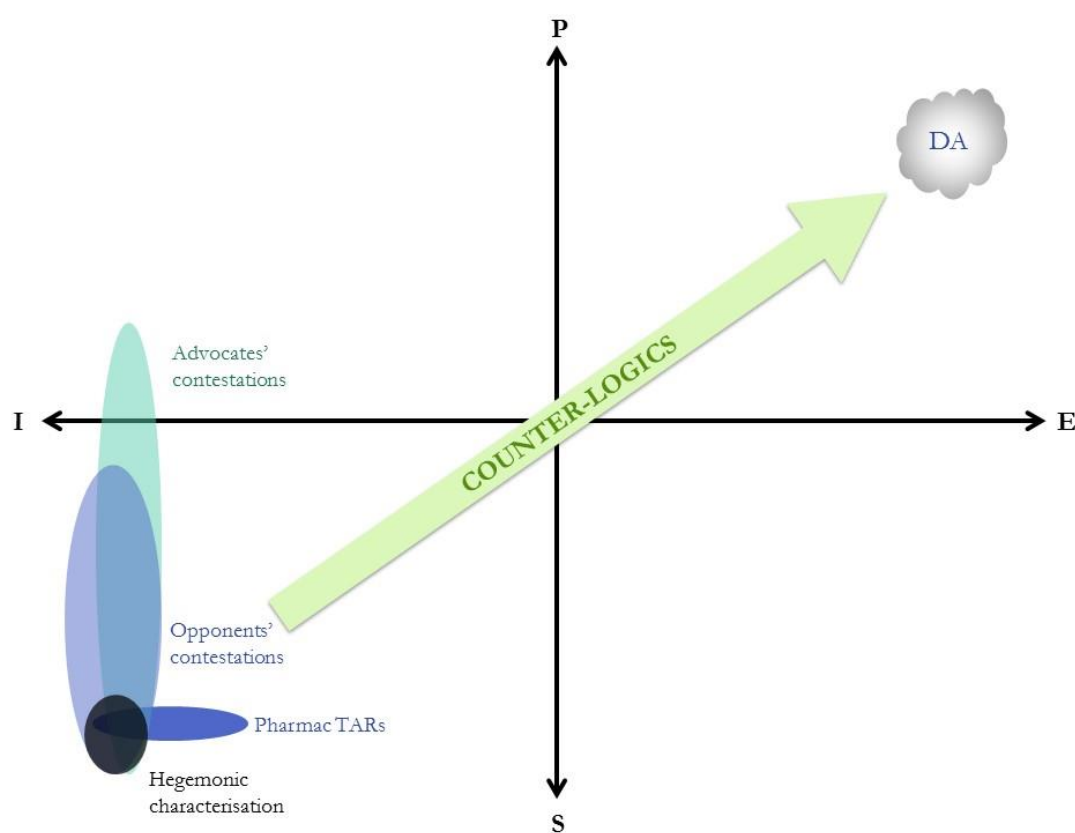 P
DA
Advocates'
contestations
COUNTER-LOGICS
I
E
Opponents'
contestations
Pharmac TARs
Hegemonic
characterisation
S